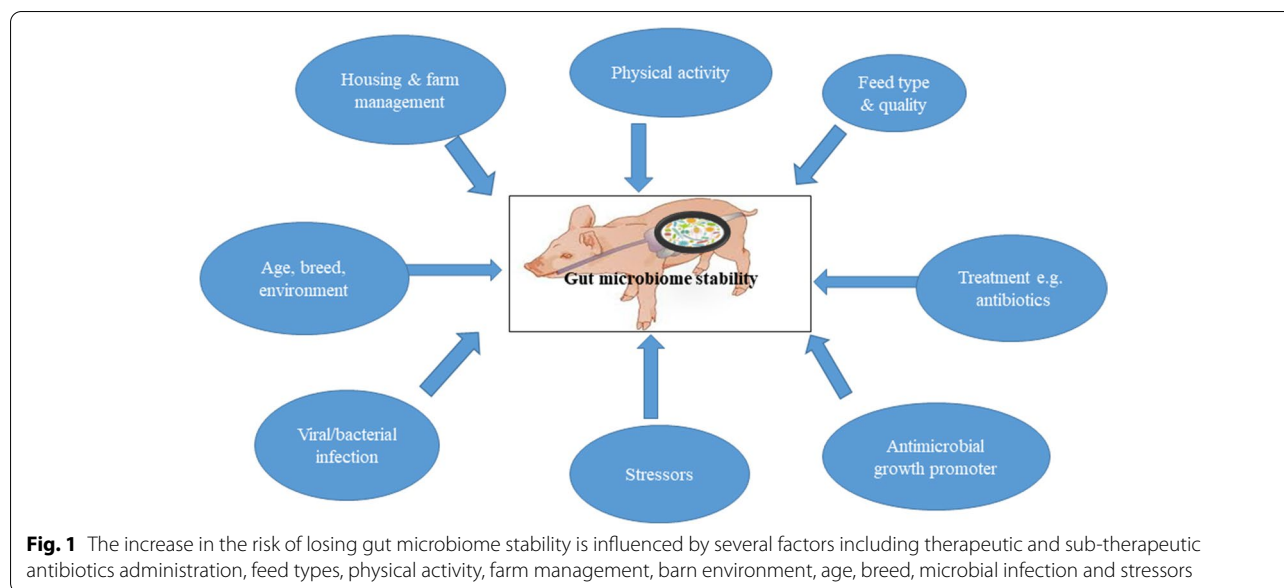 Housing & farm
management
Physical activity
Feed type
& quality
Age, breed,
environment
Gut microbiome stability
Treatment e.g.
antibiotics
Viral/bacterial
infection
Stressors
Antimicrobial
growth promoter
Fig. 1 The increase in the risk of losing gut microbiome stability is influenced by several factors including therapeutic and sub-therapeutic
antibiotics administration, feed types, physical activity, farm management, barn environment, age, breed, microbial infection and stressors